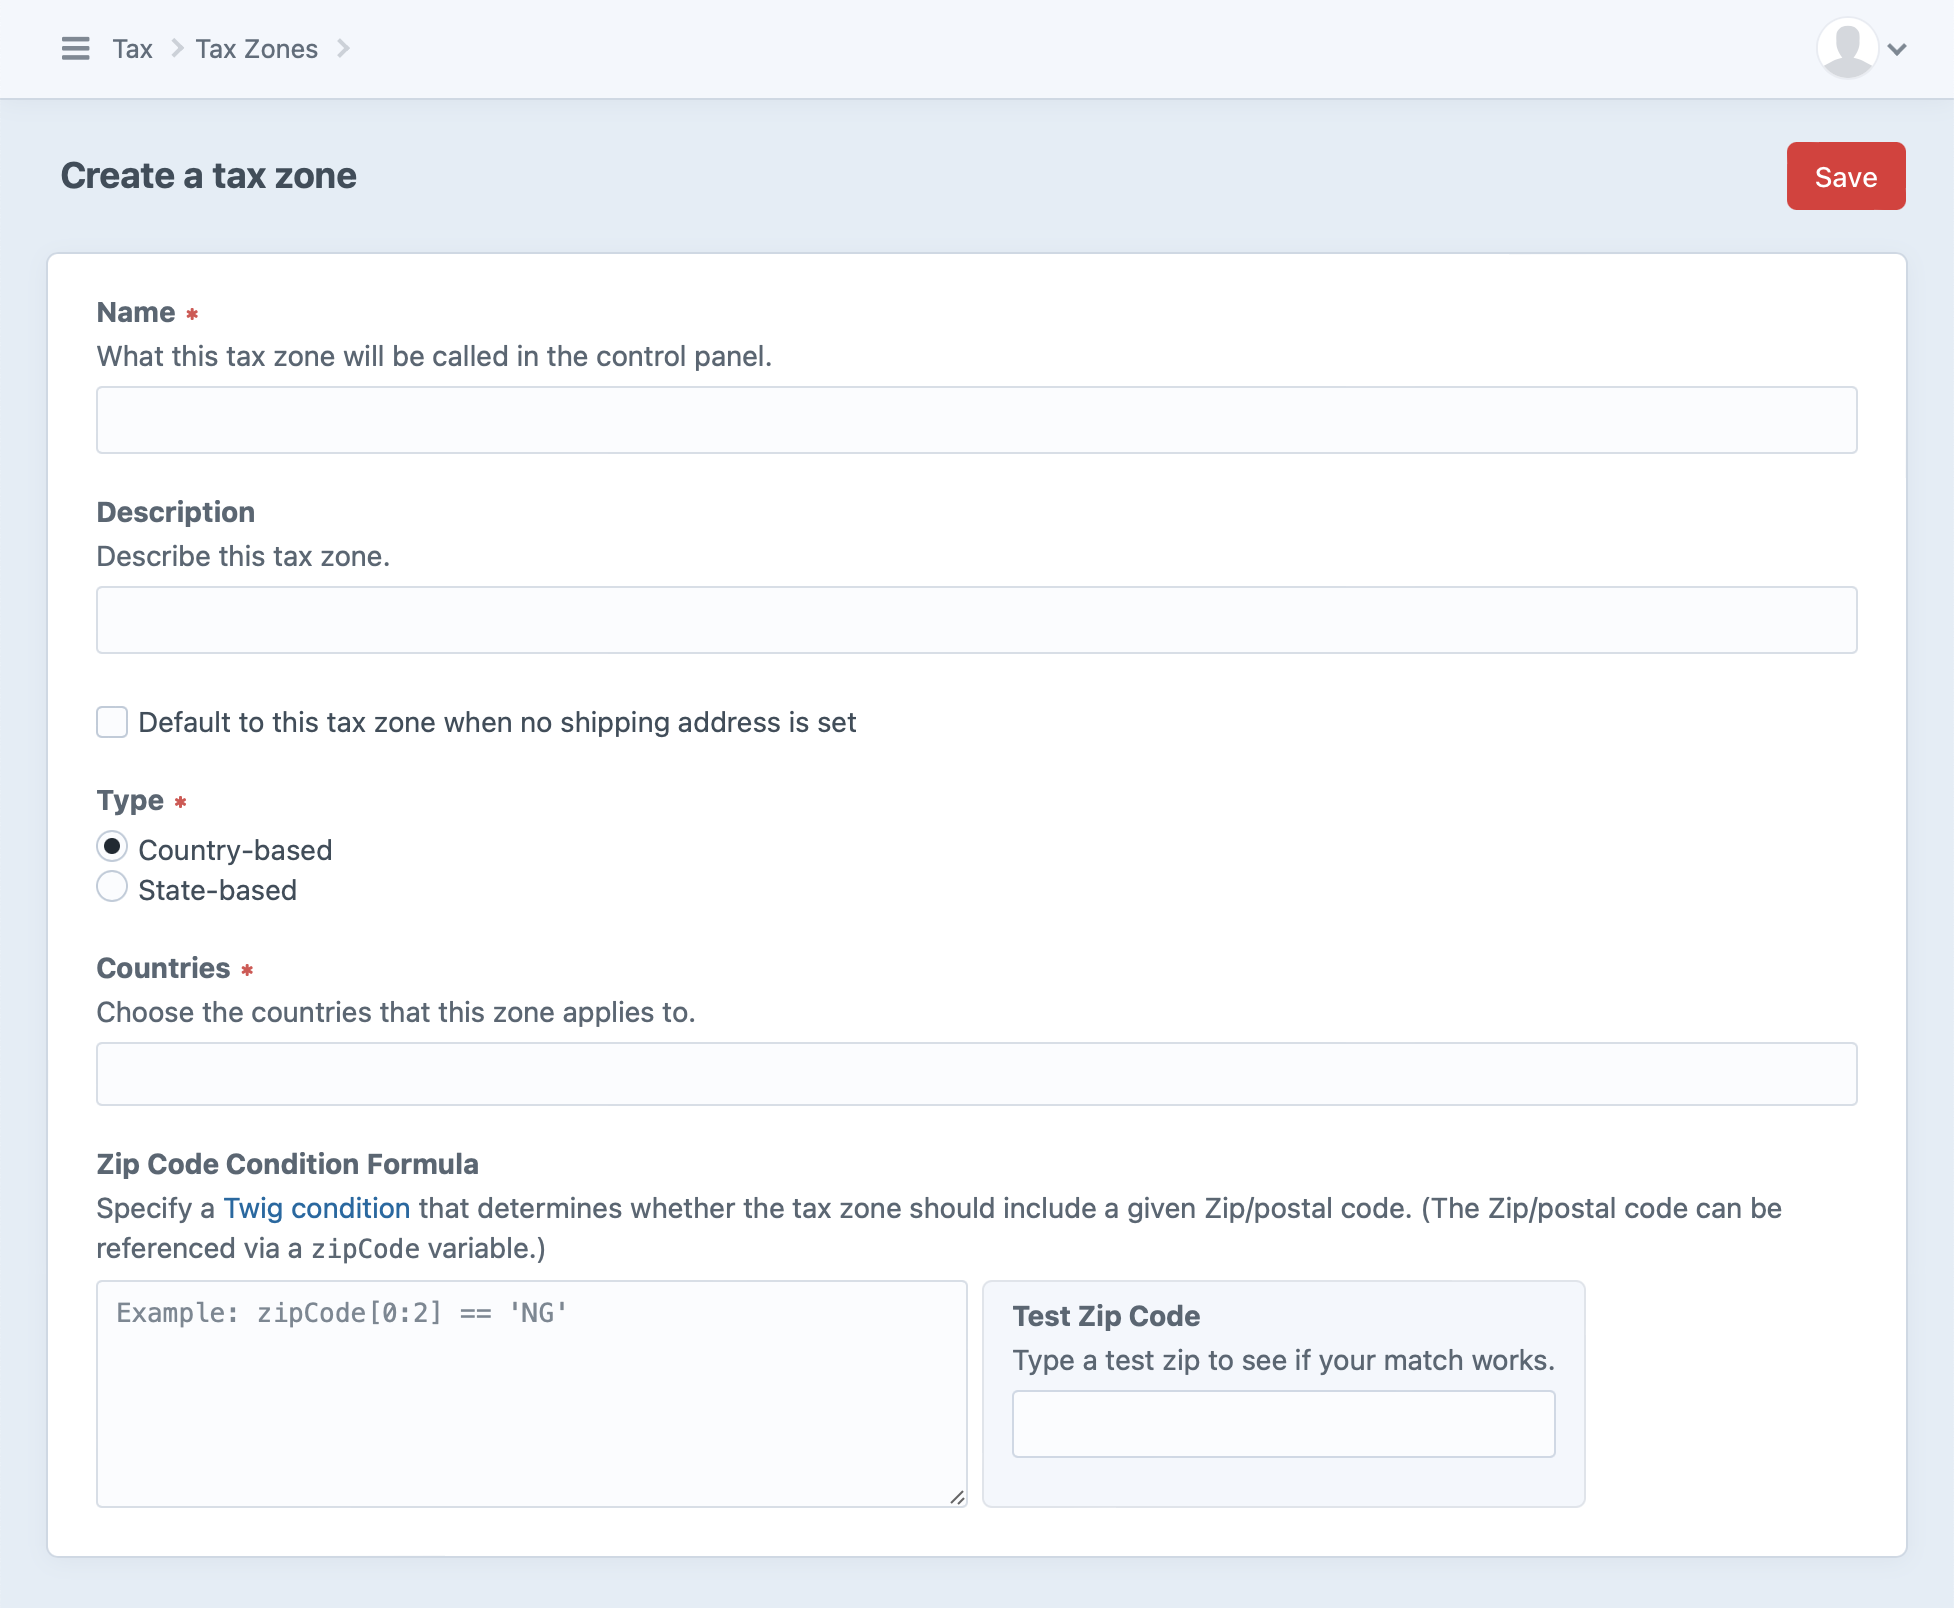 Tax Tax Zones
Create a tax zone
Save
Name *
What this tax zone will be called in the control panel.
Description
Describe this tax zone.
Default to this tax zone when no shipping address is set
Type *
Country-based
State-based
Countries *
Choose the countries that this zone applies to.
Zip Code Condition Formula
Specify a Twig condition that determines whether the tax zone should include a given Zip/postal code. (The Zip/postal code can be
referenced via a zipCode variable.)
Example: zipCode[0:2] == 'NG'
Test Zip Code
Type a test zip to see if your match works.